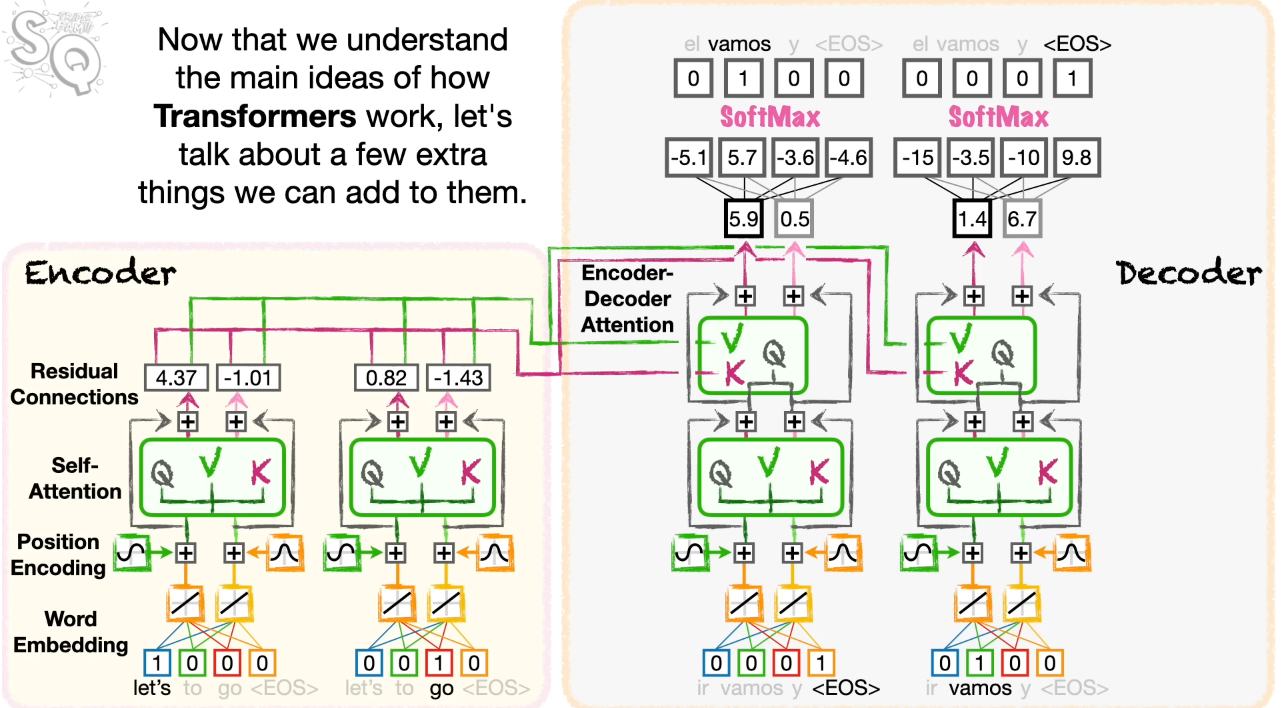 SQ
Now that we understand
the main ideas of how
Transformers work, let's
talk about a few extra
things we can add to them.
el vamos y <EOS>
0 1 0 0
SoftMax
-5.1 5.7 -3.6 -4.6
5.9 0.5
el vamos y <EOS>
0 0 0 1
SoftMax
-15 -3.5 -10 9.8
1.4 6.7
Encoder
Decoder
Encoder-
Decoder
Attention
V
K
Q
V
K
Q
Residual
Connections
4.37 -1.01
0.82 -1.43
+ + + + + + + + + + + +
Self-
Attention
Q V K
Q V K
Q V K
Q V K
Position
Encoding
+ + + + + + + +
Word
Embedding
1 0 0 0
let's to go <EOS>
0 0 1 0
let's to go <EOS>
0 0 0 1
ir vamos y <EOS>
0 1 0 0
ir vamos y <EOS>